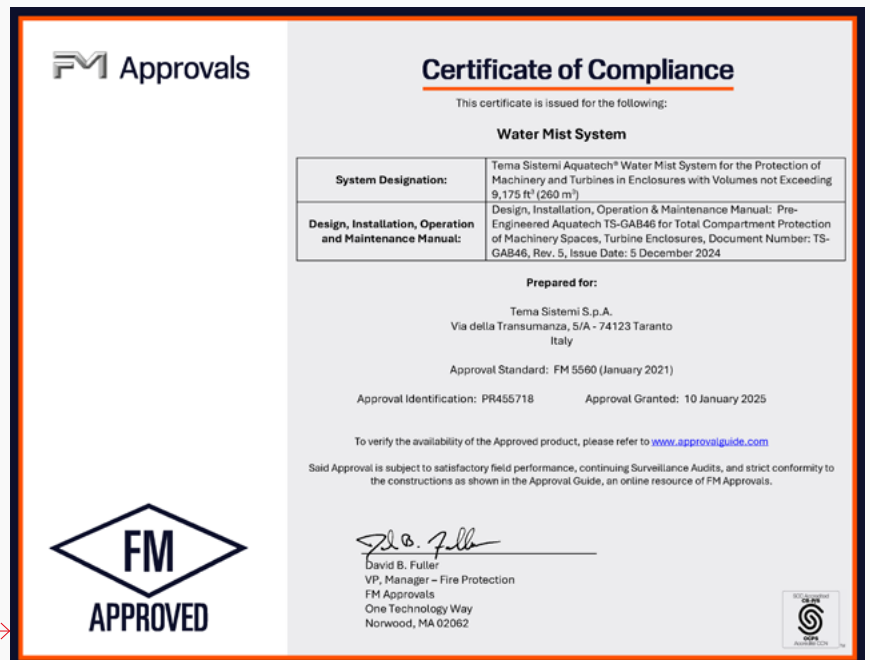 FM Approvals
Certificate of Compliance
This certificate is issued for the following:
Water Mist System
System Designation:
Tema Sistemi Aquatech® Water Mist System for the Protection of
Machinery and Turbines in Enclosures with Volumes not Exceeding
9,175 ft³ (260 m³)
Design, Installation, Operation
and Maintenance Manual:
Design, Installation, Operation & Maintenance Manual: Pre-
Engineered Aquatech TS-GAB46 for Total Compartment Protection
of Machinery Spaces, Turbine Enclosures, Document Number: TS-
GAB46, Rev. 5, Issue Date: 5 December 2024
Prepared for:
Tema Sistemi S.p.A.
Via della Transumanza, 5/A - 74123 Taranto
Italy
Approval Standard: FM 5560 (January 2021)
Approval Identification: PR455718 Approval Granted: 10 January 2025
To verify the availability of the Approved product, please refer to www.approvalguide.com
Said Approval is subject to satisfactory field performance, continuing Surveillance Audits, and strict conformity to
the constructions as shown in the Approval Guide, an online resource of FM Approvals.
David B. Fuller
VP, Manager – Fire Protection
FM Approvals
One Technology Way
Norwood, MA 02062
FM
APPROVED
SCC Accredited
OCPS